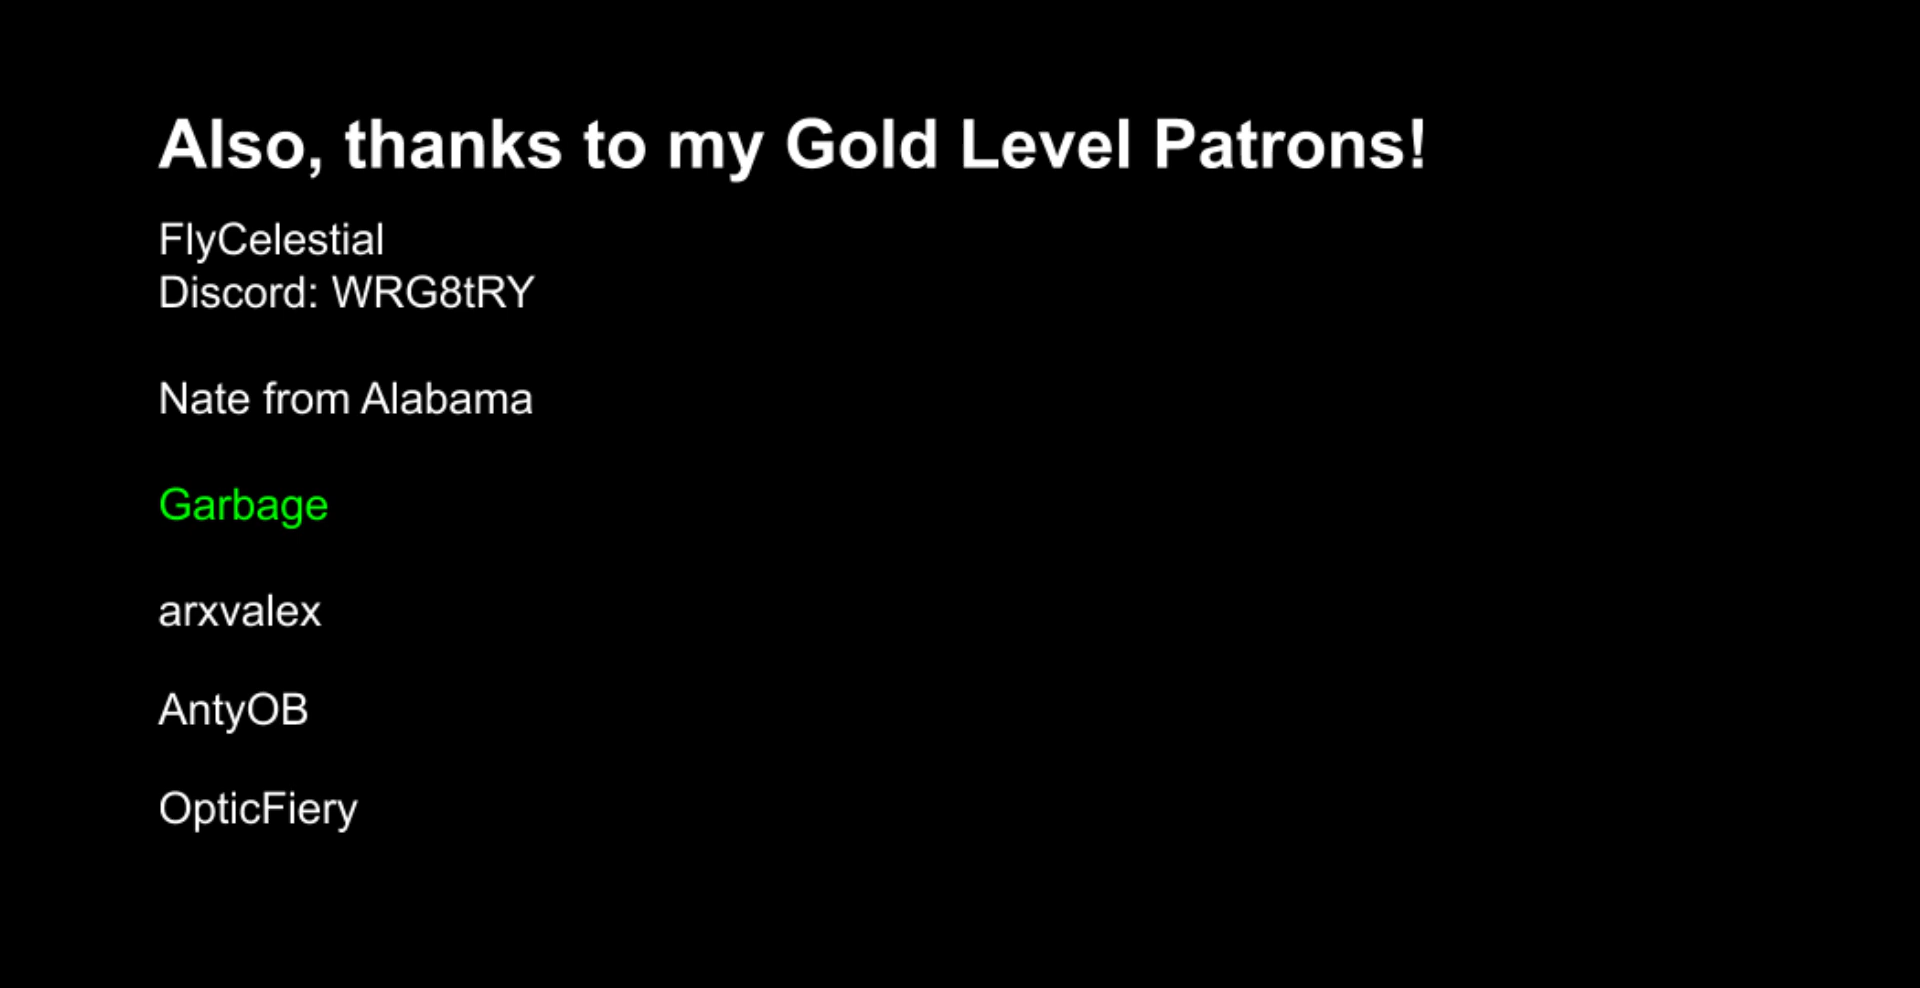 Also, thanks to my Gold Level Patrons!
FlyCelestial
Discord: WRG8tRY
Nate from Alabama
Garbage
arxvalex
AntyOB
OpticFiery